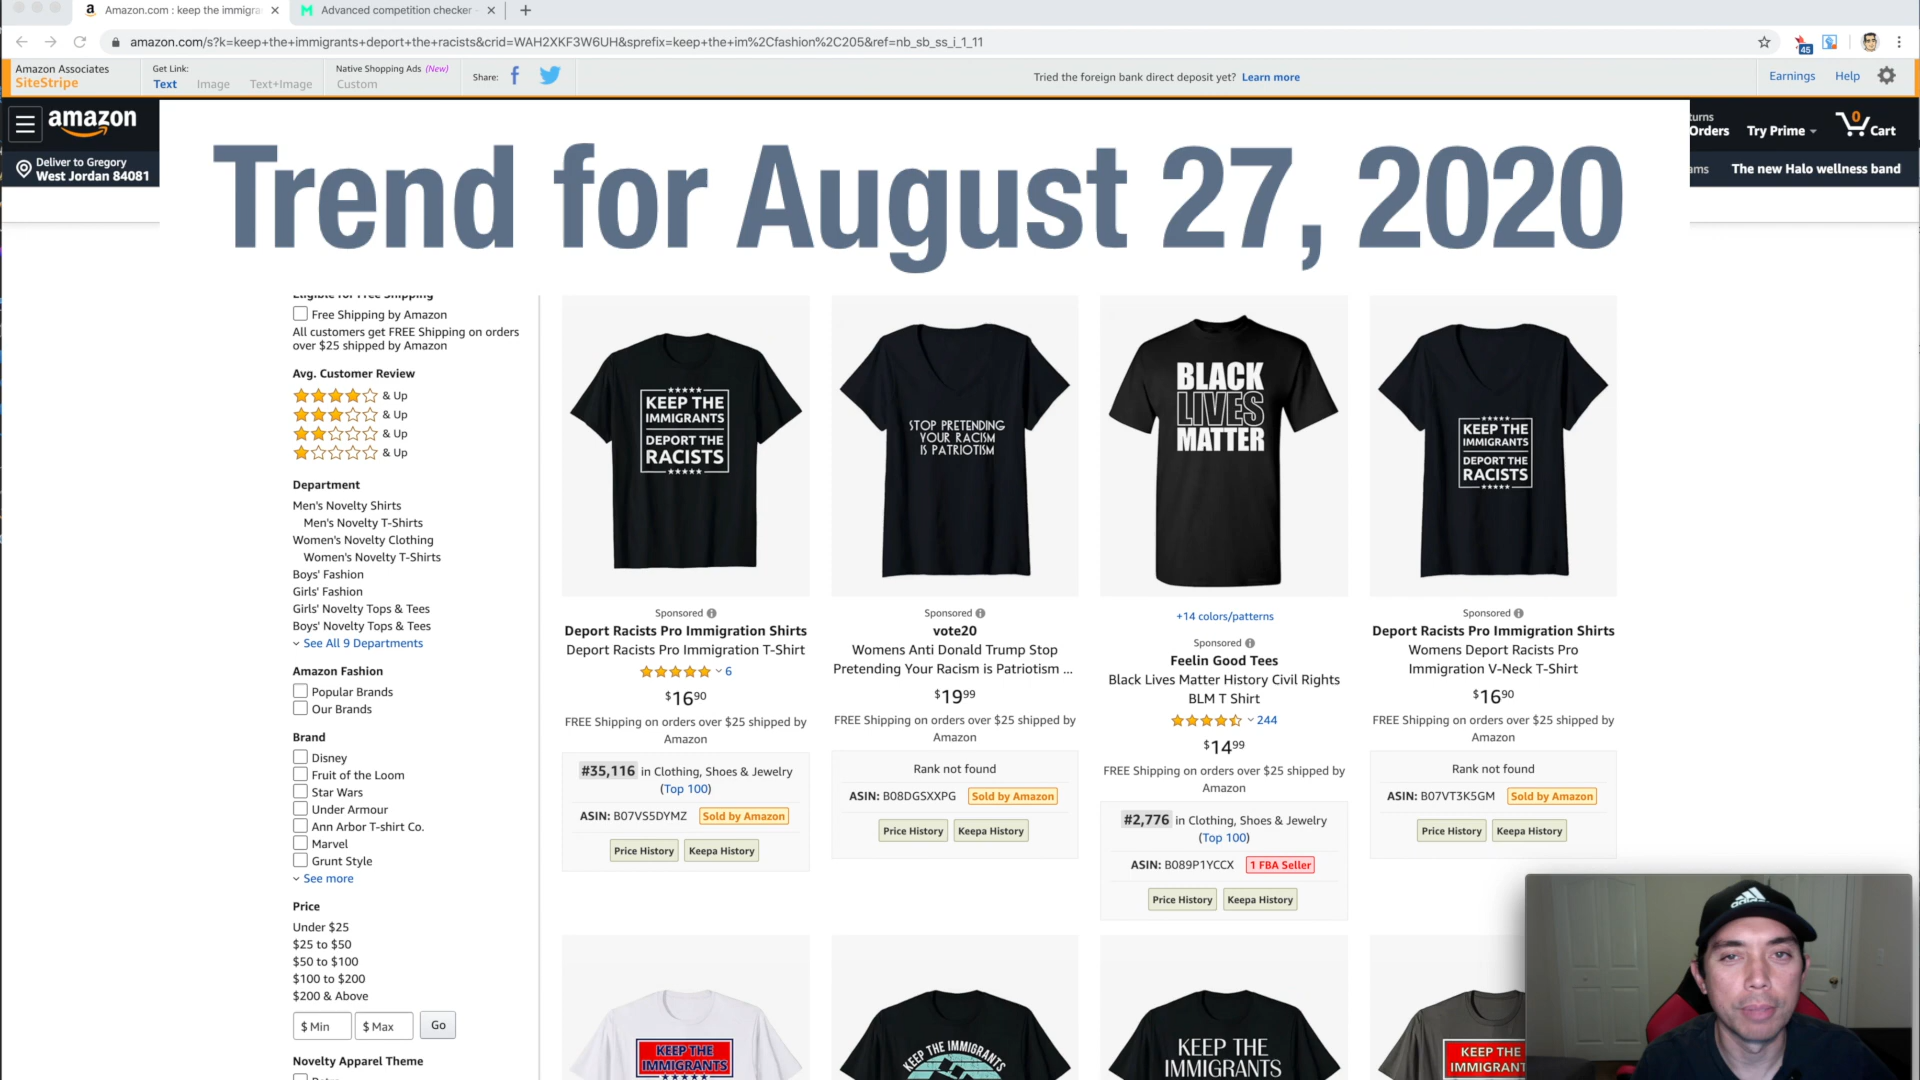 Amazon.com : keep the immigra
Advanced competition checker
amazon.com/s?k=keep+the+immigrants+deport+the+racists&crid=WAH2XKF3W6UH&sprefix=keep+the+im%2Cfashion%2C205&ref=nb_sb_ss_i_1_11
45
Amazon Associates
SiteStripe
Get Link:
Text Image Text+Image
Native Shopping Ads (New)
Custom
Share:
Tried the foreign bank direct deposit yet? Learn more
Earnings Help
amazon
Deliver to Gregory
West Jordan 84081
Trend for August 27, 2020
urns
Orders
Try Prime
0
Cart
ams
The new Halo wellness band
Eligible for Free Shipping
Free Shipping by Amazon
All customers get FREE Shipping on orders
over $25 shipped by Amazon
Avg. Customer Review
& Up
& Up
& Up
& Up
Department
Men's Novelty Shirts
Men's Novelty T-Shirts
Women's Novelty Clothing
Women's Novelty T-Shirts
Boys' Fashion
Girls' Fashion
Girls' Novelty Tops & Tees
Boys' Novelty Tops & Tees
See All 9 Departments
Amazon Fashion
Popular Brands
Our Brands
Brand
Disney
Fruit of the Loom
Star Wars
Under Armour
Ann Arbor T-shirt Co.
Marvel
Grunt Style
See more
Price
Under $25
$25 to $50
$50 to $100
$100 to $200
$200 & Above
$ Min
$ Max
Go
Novelty Apparel Theme
KEEP THE
IMMIGRANTS
DEPORT THE
RACISTS
Sponsored
Deport Racists Pro Immigration Shirts
Deport Racists Pro Immigration T-Shirt
6
$16.90
FREE Shipping on orders over $25 shipped by
Amazon
#35,116 in Clothing, Shoes & Jewelry
(Top 100)
ASIN: B07VS5DYMZ Sold by Amazon
Price History Keepa History
STOP PRETENDING
YOUR RACISM
IS PATRIOTISM
Sponsored
vote20
Womens Anti Donald Trump Stop
Pretending Your Racism is Patriotism ...
$19.99
FREE Shipping on orders over $25 shipped by
Amazon
Rank not found
ASIN: B08DGSXXPG Sold by Amazon
Price History Keepa History
BLACK
LIVES
MATTER
+14 colors/patterns
Sponsored
Feelin Good Tees
Black Lives Matter History Civil Rights
BLM T Shirt
244
$14.99
FREE Shipping on orders over $25 shipped by
Amazon
#2,776 in Clothing, Shoes & Jewelry
(Top 100)
ASIN: B089P1YCCX 1 FBA Seller
Price History Keepa History
KEEP THE
IMMIGRANTS
DEPORT THE
RACISTS
Sponsored
Deport Racists Pro Immigration Shirts
Womens Deport Racists Pro
Immigration V-Neck T-Shirt
$16.90
FREE Shipping on orders over $25 shipped by
Amazon
Rank not found
ASIN: B07VT3K5GM Sold by Amazon
Price History Keepa History
KEEP THE
IMMIGRANTS
KEEP THE IMMIGRANTS
KEEP THE
IMMIGRANTS
KEEP THE
IMMIGRANT